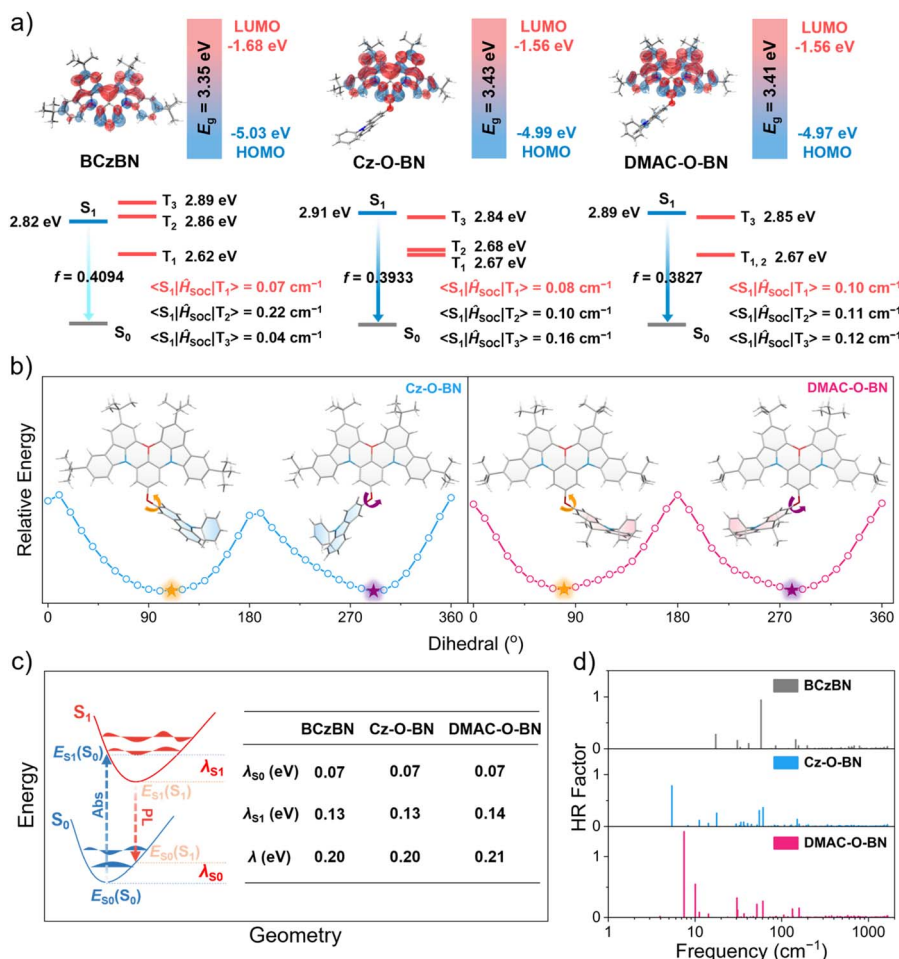 a)
LUMO
-1.68 eV
Eg = 3.35 eV
-5.03 eV
HOMO
BCzBN
LUMO
-1.56 eV
Eg = 3.43 eV
-4.99 eV
HOMO
Cz-O-BN
LUMO
-1.56 eV
Eg = 3.41 eV
-4.97 eV
HOMO
DMAC-O-BN
S1
2.82 eV
T3 2.89 eV
T2 2.86 eV
T1 2.62 eV
f = 0.4094
<S1|ĤSOC|T1> = 0.07 cm−1
<S1|ĤSOC|T2> = 0.22 cm−1
<S1|ĤSOC|T3> = 0.04 cm−1
S0
S1
2.91 eV
T3 2.84 eV
T2 2.68 eV
T1 2.67 eV
f = 0.3933
<S1|ĤSOC|T1> = 0.08 cm−1
<S1|ĤSOC|T2> = 0.10 cm−1
<S1|ĤSOC|T3> = 0.16 cm−1
S0
S1
2.89 eV
T3 2.85 eV
T1, 2 2.67 eV
f = 0.3827
<S1|ĤSOC|T1> = 0.10 cm−1
<S1|ĤSOC|T2> = 0.11 cm−1
<S1|ĤSOC|T3> = 0.12 cm−1
S0
b)
Cz-O-BN
DMAC-O-BN
Relative Energy
0 90 180 270 360
0 90 180 270 360
Dihedral (o)
c)
Energy
S1
ES1(S0)
λS1
ES1(S1)
Abs
PL
S0
ES0(S1)
λS0
ES0(S0)
Geometry
BCzBN Cz-O-BN DMAC-O-BN
λS0 (eV) 0.07 0.07 0.07
λS1 (eV) 0.13 0.13 0.14
λ (eV) 0.20 0.20 0.21
d)
HR Factor
1
BCzBN
0
1
Cz-O-BN
0
1
DMAC-O-BN
0
1 10 100 1000
Frequency (cm−1)